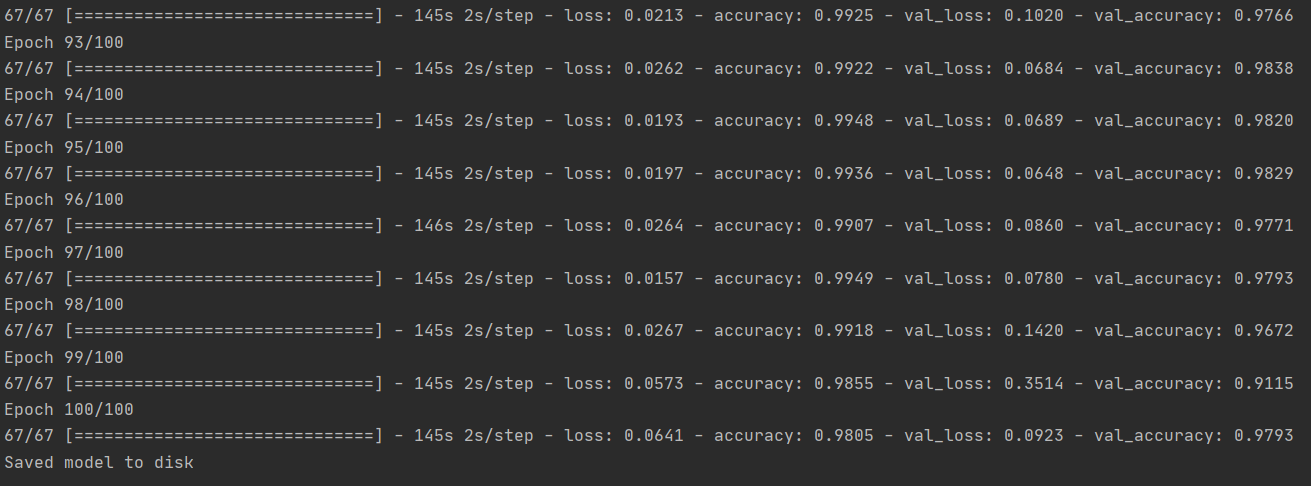 67/67 [==============================] - 145s 2s/step - loss: 0.0213 - accuracy: 0.9925 - val_loss: 0.1020 - val_accuracy: 0.9766
Epoch 93/100
67/67 [==============================] - 145s 2s/step - loss: 0.0262 - accuracy: 0.9922 - val_loss: 0.0684 - val_accuracy: 0.9838
Epoch 94/100
67/67 [==============================] - 145s 2s/step - loss: 0.0193 - accuracy: 0.9948 - val_loss: 0.0689 - val_accuracy: 0.9820
Epoch 95/100
67/67 [==============================] - 145s 2s/step - loss: 0.0197 - accuracy: 0.9936 - val_loss: 0.0648 - val_accuracy: 0.9829
Epoch 96/100
67/67 [==============================] - 146s 2s/step - loss: 0.0264 - accuracy: 0.9907 - val_loss: 0.0860 - val_accuracy: 0.9771
Epoch 97/100
67/67 [==============================] - 145s 2s/step - loss: 0.0157 - accuracy: 0.9949 - val_loss: 0.0780 - val_accuracy: 0.9793
Epoch 98/100
67/67 [==============================] - 145s 2s/step - loss: 0.0267 - accuracy: 0.9918 - val_loss: 0.1420 - val_accuracy: 0.9672
Epoch 99/100
67/67 [==============================] - 145s 2s/step - loss: 0.0573 - accuracy: 0.9855 - val_loss: 0.3514 - val_accuracy: 0.9115
Epoch 100/100
67/67 [==============================] - 145s 2s/step - loss: 0.0641 - accuracy: 0.9805 - val_loss: 0.0923 - val_accuracy: 0.9793
Saved model to disk